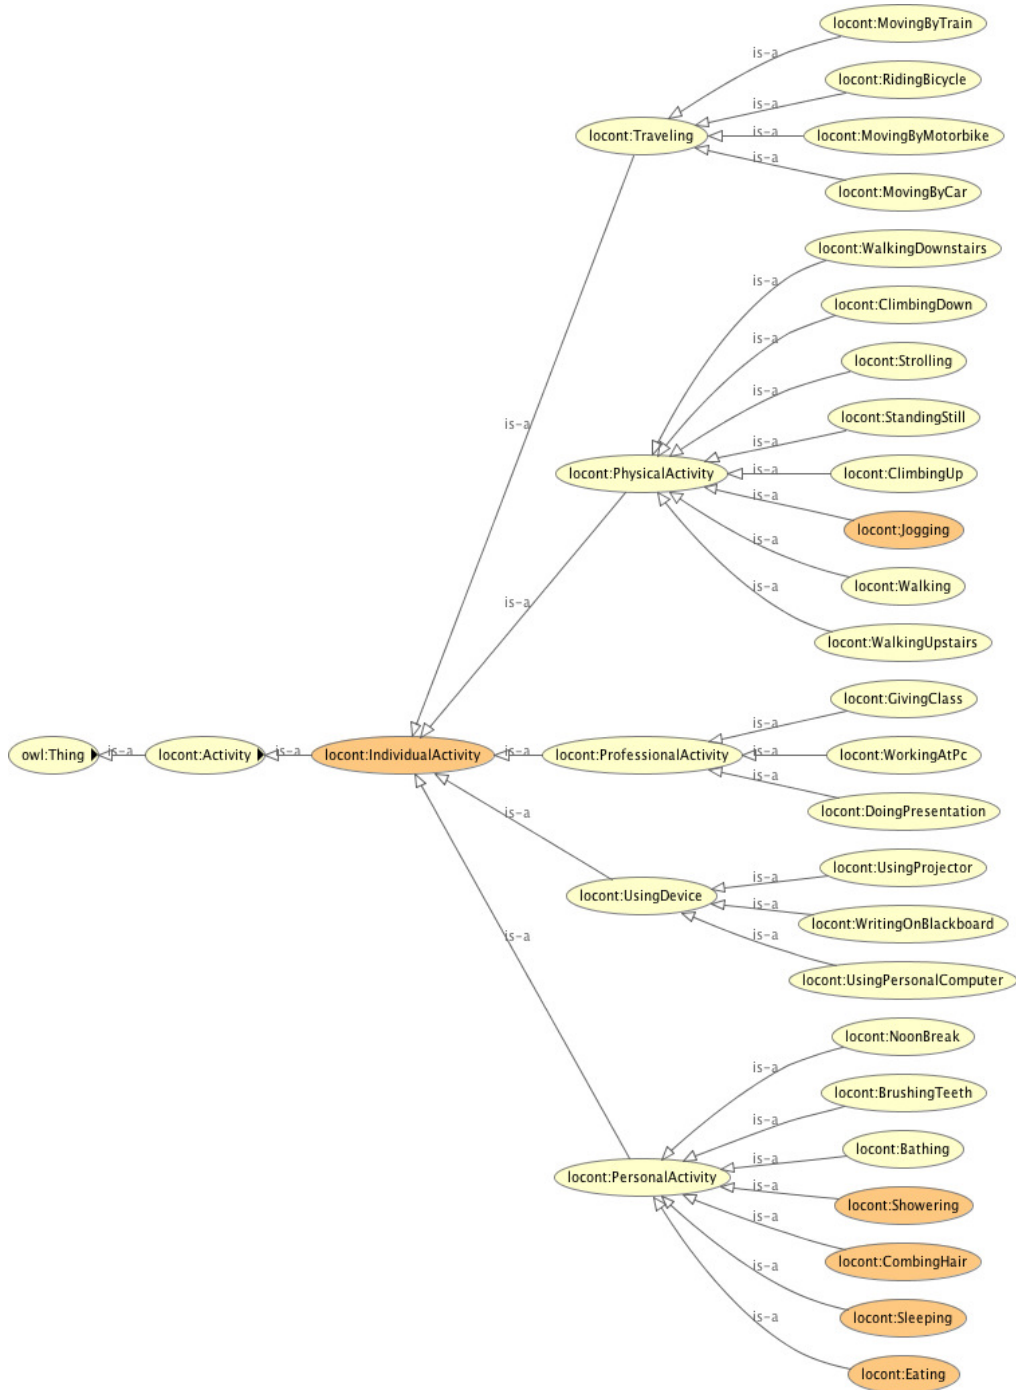 locont:MovingByTrain
is-a
locont:RidingBicycle
is-a
locont:Traveling
is-a
locont:MovingByMotorbike
is-a
locont:MovingByCar
locont:WalkingDownstairs
is-a
locont:ClimbingDown
is-a
locont:Strolling
is-a
locont:StandingStill
is-a
is-a
locont:PhysicalActivity
is-a
locont:ClimbingUp
is-a
locont:Jogging
is-a
locont:Walking
is-a
is-a
locont:WalkingUpstairs
locont:GivingClass
is-a
owl:Thing
is-a
locont:Activity
is-a
locont:IndividualActivity
is-a
locont:ProfessionalActivity
is-a
locont:WorkingAtPc
is-a
locont:DoingPresentation
is-a
locont:UsingProjector
is-a
locont:UsingDevice
is-a
locont:WritingOnBlackboard
is-a
is-a
locont:UsingPersonalComputer
locont:NoonBreak
is-a
locont:BrushingTeeth
is-a
locont:Bathing
is-a
locont:PersonalActivity
is-a
locont:Showering
is-a
locont:CombingHair
is-a
locont:Sleeping
is-a
locont:Eating